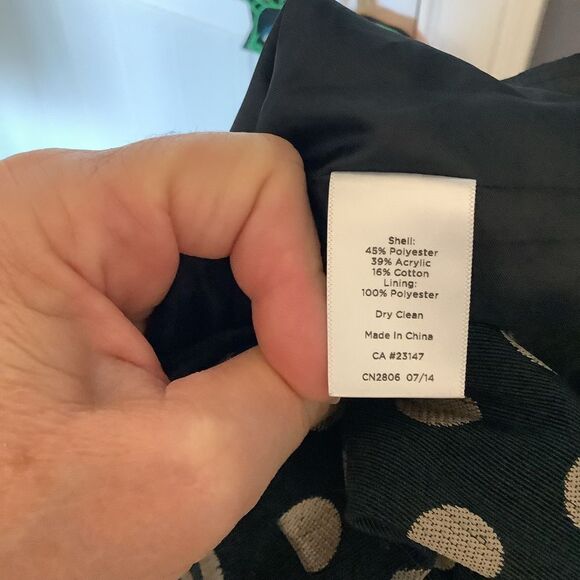 Shell:
45% Polyester
39% Acrylic
16% Cotton
Lining:
100% Polyester
Dry Clean
Made In China
CA #23147
CN2806 07/14